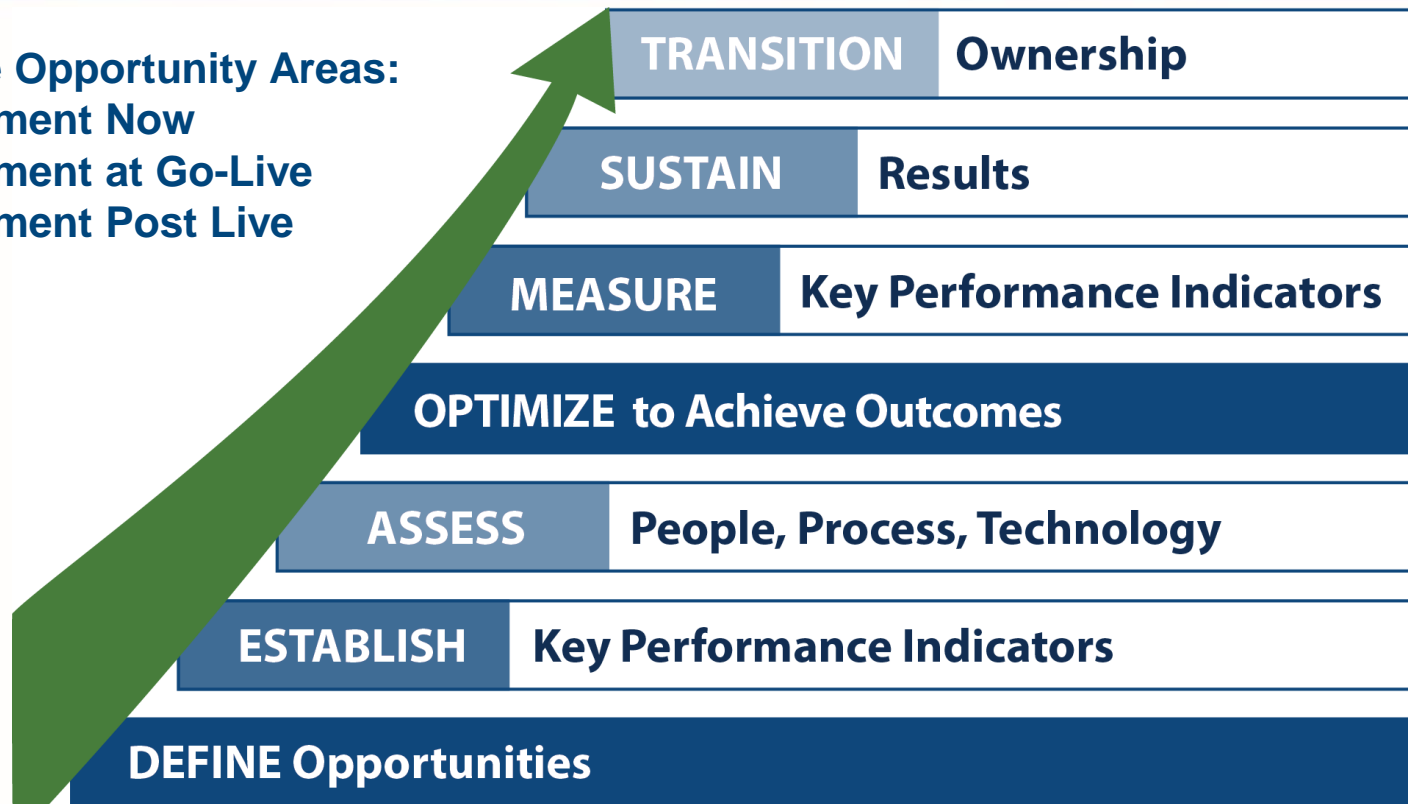 e Opportunity Areas:
ment Now
ment at Go-Live
ment Post Live
TRANSITION Ownership
SUSTAIN Results
MEASURE Key Performance Indicators
OPTIMIZE to Achieve Outcomes
ASSESS People, Process, Technology
ESTABLISH Key Performance Indicators
DEFINE Opportunities